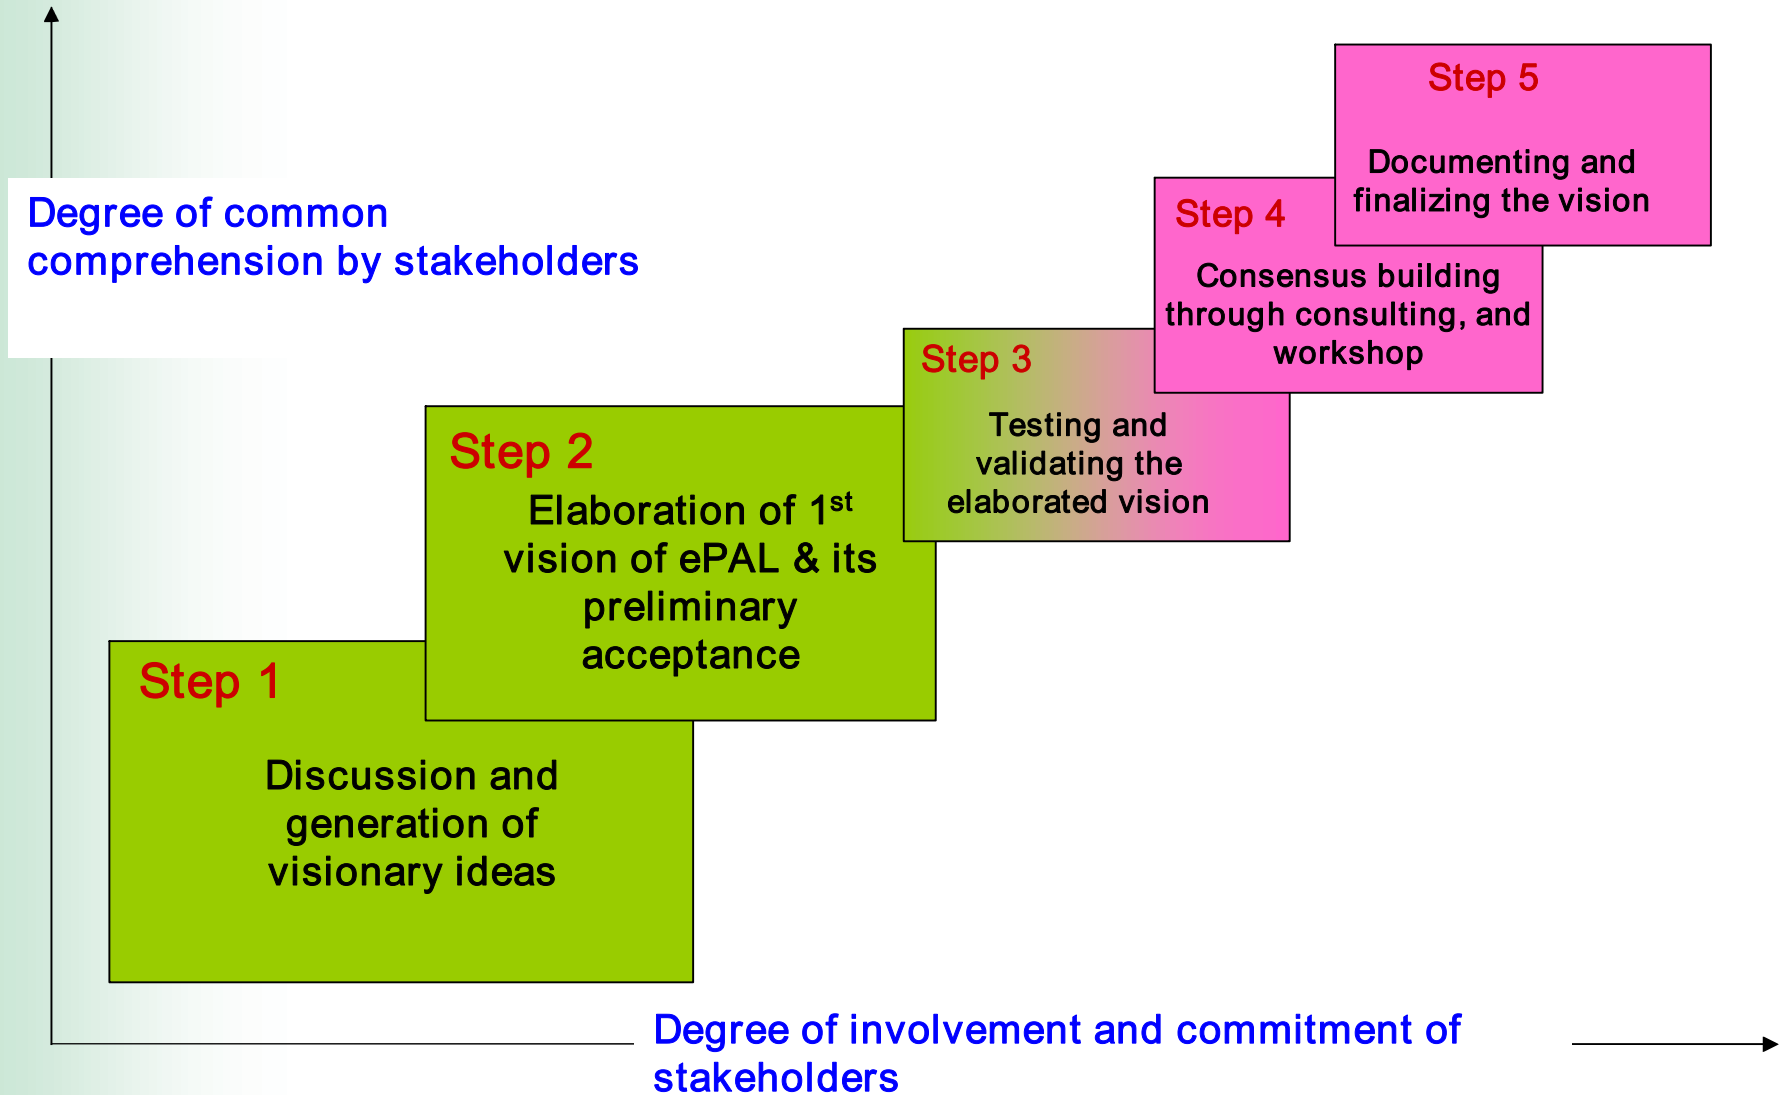 Step 5
Documenting and
finalizing the vision
Degree of common
comprehension by stakeholders
Step 4
Consensus building
through consulting, and
workshop
Step 3
Testing and
validating the
elaborated vision
Step 2
Elaboration of 1st
vision of ePAL & its
preliminary
acceptance
Step 1
Discussion and
generation of
visionary ideas
Degree of involvement and commitment of
stakeholders